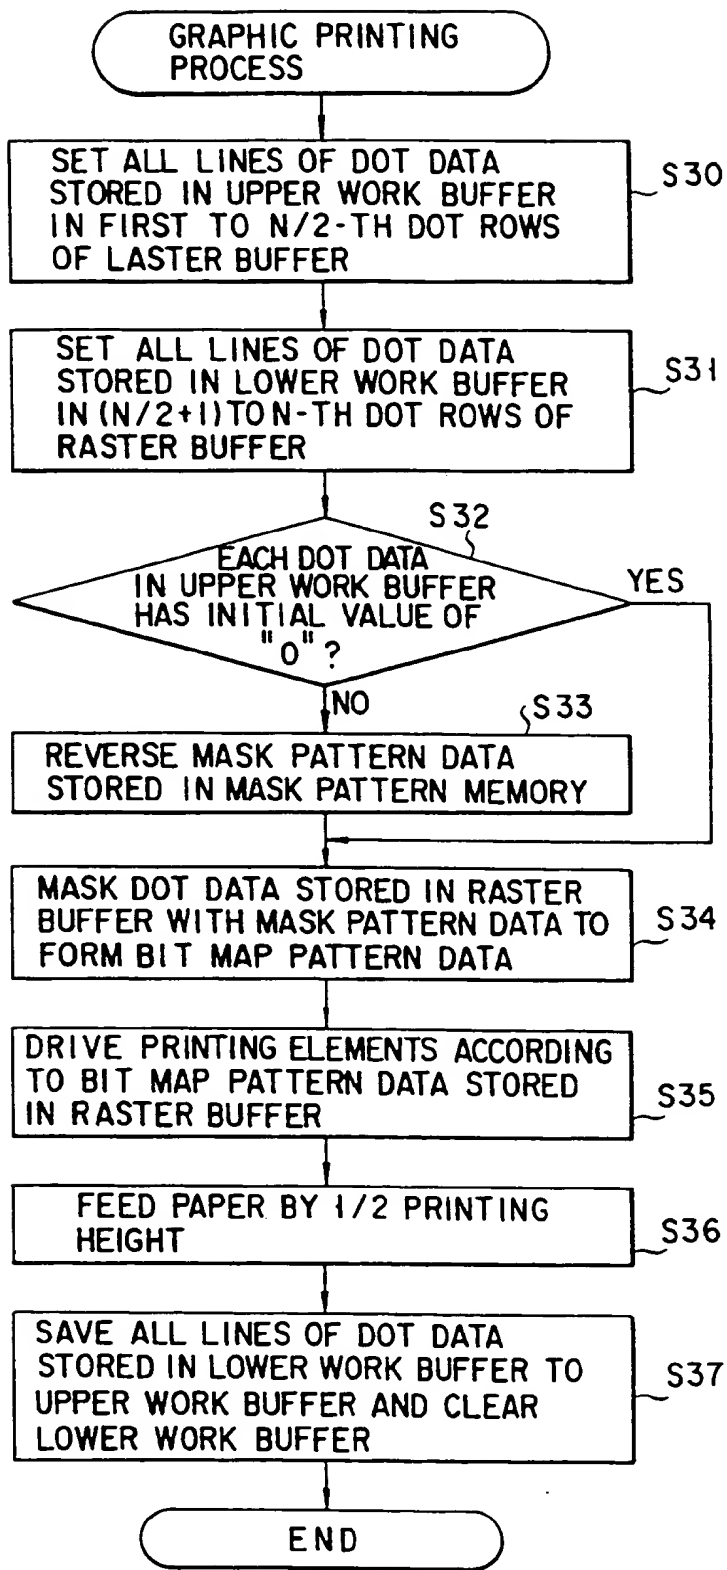 GRAPHIC PRINTING
PROCESS
SET ALL LINES OF DOT DATA
STORED IN UPPER WORK BUFFER
IN FIRST TO N/2-TH DOT ROWS
OF LASTER BUFFER
S30
SET ALL LINES OF DOT DATA
STORED IN LOWER WORK BUFFER
IN (N/2+1) TO N-TH DOT ROWS OF
RASTER BUFFER
S31
S32
EACH DOT DATA
IN UPPER WORK BUFFER
HAS INITIAL VALUE OF
"0" ?
YES
NO
S33
REVERSE MASK PATTERN DATA
STORED IN MASK PATTERN MEMORY
MASK DOT DATA STORED IN RASTER
BUFFER WITH MASK PATTERN DATA TO
FORM BIT MAP PATTERN DATA
S34
DRIVE PRINTING ELEMENTS ACCORDING
TO BIT MAP PATTERN DATA STORED
IN RASTER BUFFER
S35
FEED PAPER BY 1/2 PRINTING
HEIGHT
S36
SAVE ALL LINES OF DOT DATA
STORED IN LOWER WORK BUFFER TO
UPPER WORK BUFFER AND CLEAR
LOWER WORK BUFFER
S37
END